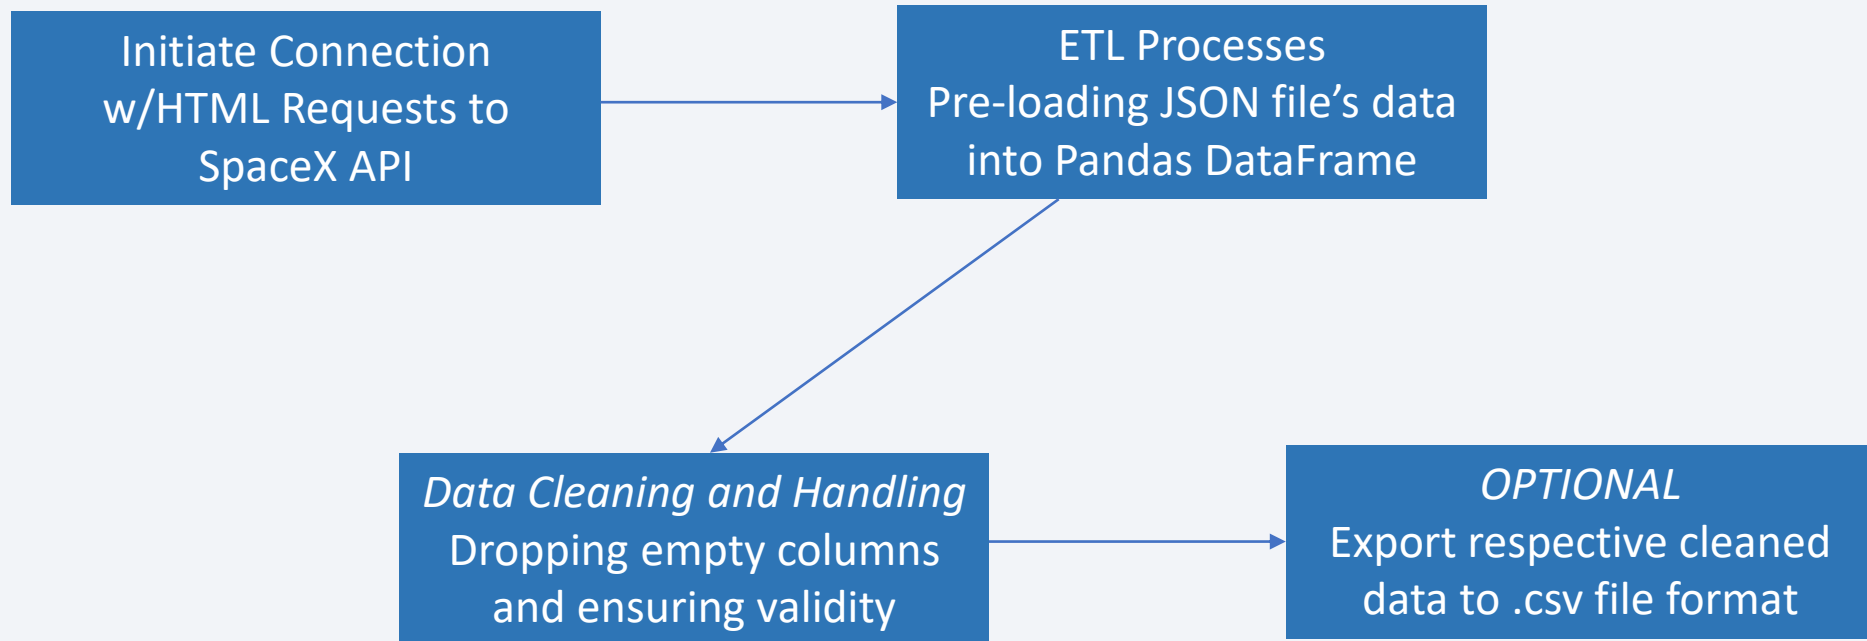 Initiate Connection
w/HTML Requests to
SpaceX API
ETL Processes
Pre-loading JSON file’s data
into Pandas DataFrame
Data Cleaning and Handling
Dropping empty columns
and ensuring validity
OPTIONAL
Export respective cleaned
data to .csv file format